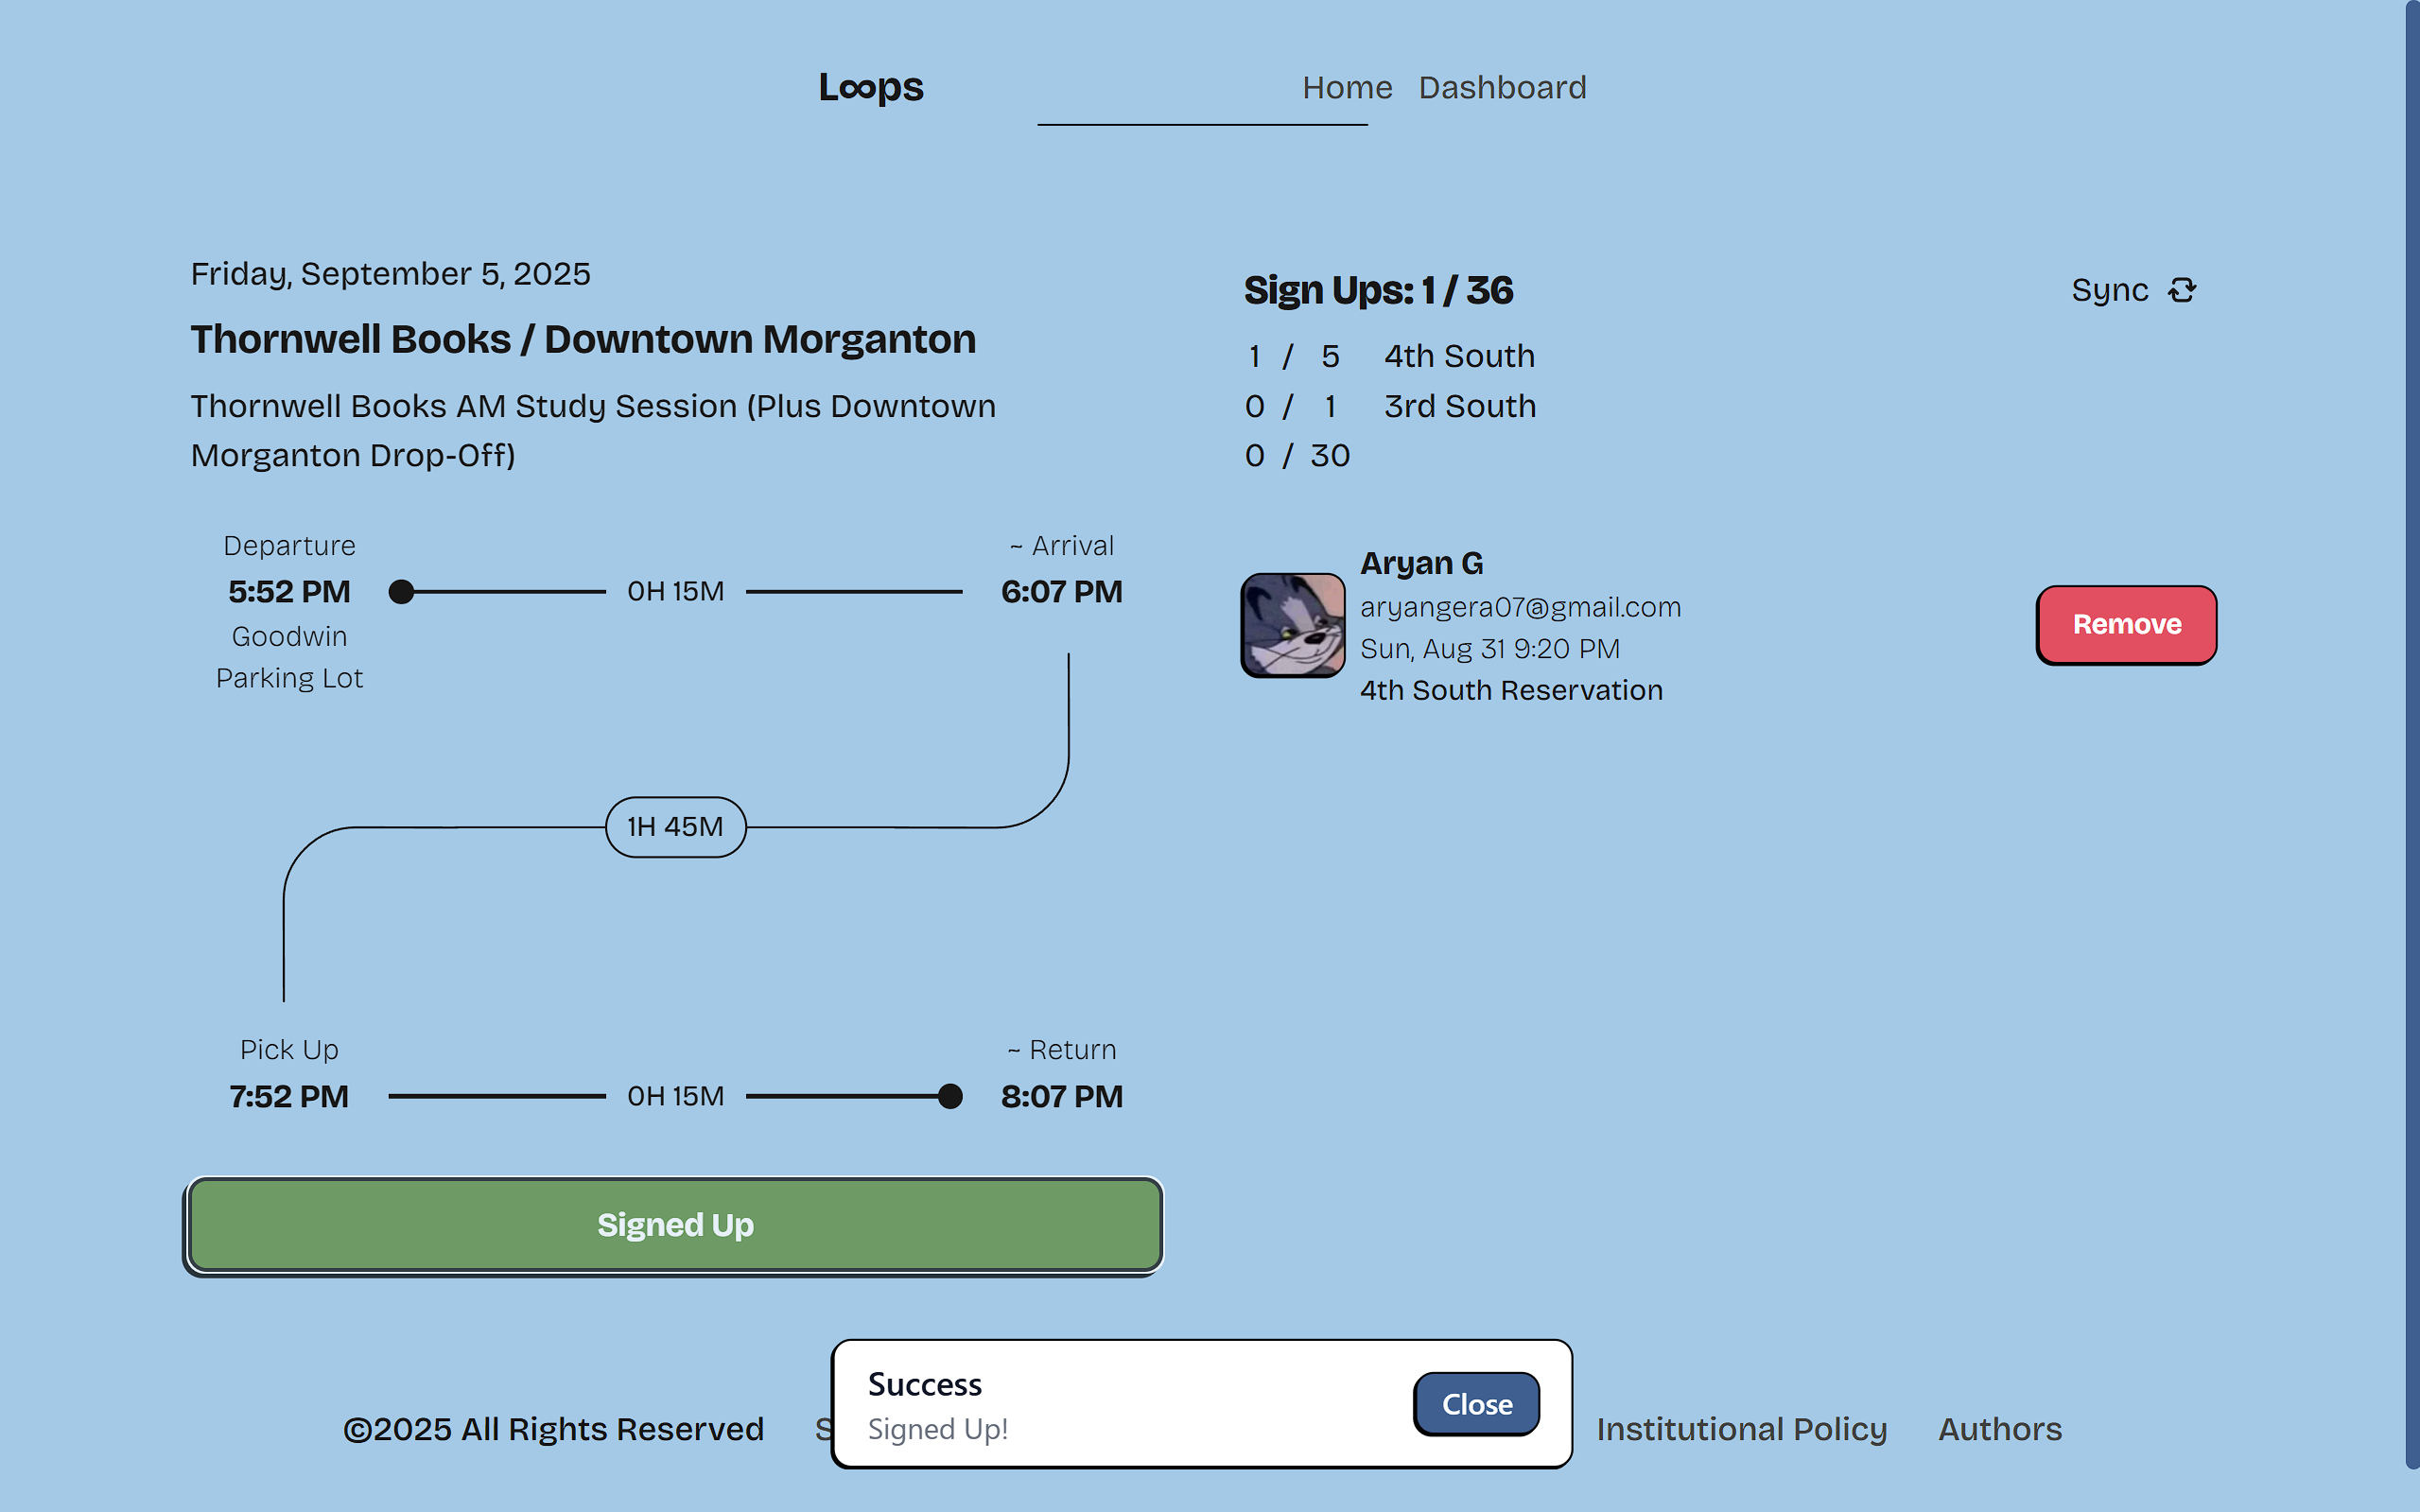 L∞ps
Home Dashboard
Friday, September 5, 2025
Thornwell Books / Downtown Morganton
Thornwell Books AM Study Session (Plus Downtown
Morganton Drop-Off)
Departure
5:52 PM
Goodwin
Parking Lot
0H 15M
~ Arrival
6:07 PM
1H 45M
Pick Up
7:52 PM
0H 15M
~ Return
8:07 PM
Signed Up
Sign Ups: 1 / 36
Sync
1 / 5 4th South
0 / 1 3rd South
0 / 30
Aryan G
aryangera07@gmail.com
Sun, Aug 31 9:20 PM
4th South Reservation
Remove
Success
Signed Up!
Close
©2025 All Rights Reserved
Institutional Policy
Authors